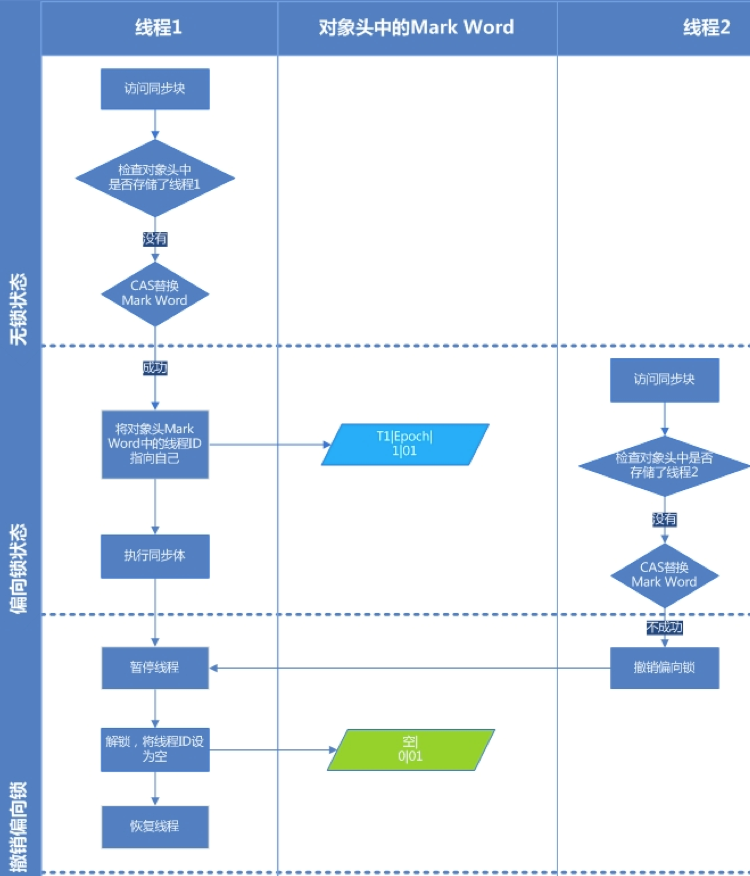 线程1
对象头中的Mark Word
线程2
无锁状态
访问同步块
检查对象头中
是否存储了线程1
没有
CAS替换
Mark Word
偏向锁状态
成功
将对象头Mark
Word中的线程ID
指向自己
T1|Epoch|
1|01
执行同步体
访问同步块
检查对象头中是否
存储了线程2
没有
CAS替换
Mark Word
不成功
撤销偏向锁
撤销偏向锁
暂停线程
解锁，将线程ID设
为空
空|
0|01
恢复线程